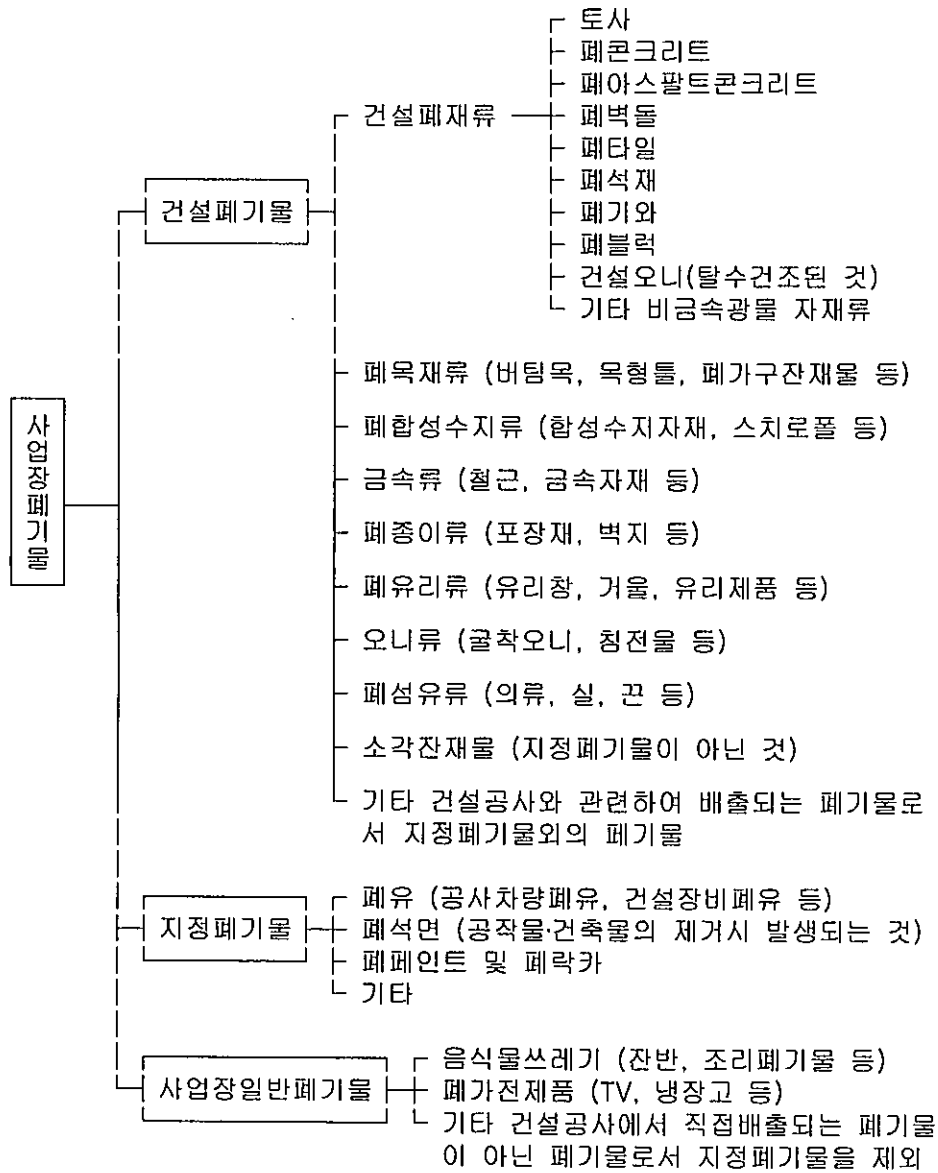 토사
폐콘크리트
폐아스팔트콘크리트
건설폐재류
폐벽돌
폐타일
폐석재
건설폐기물
폐기와
폐블럭
건설오니(탈수건조된 것)
기타 비금속광물 자재류
폐목재류 (버팀목, 목형틀, 폐가구잔재물 등)
사업장폐기물
폐합성수지류 (합성수지자재, 스치로폴 등)
금속류 (철근, 금속자재 등)
폐종이류 (포장재, 벽지 등)
폐유리류 (유리창, 거울, 유리제품 등)
오니류 (굴착오니, 침전물 등)
폐섬유류 (의류, 실, 끈 등)
소각잔재물 (지정폐기물이 아닌 것)
기타 건설공사와 관련하여 배출되는 폐기물로
서 지정폐기물외의 폐기물
지정폐기물
폐유 (공사차량폐유, 건설장비폐유 등)
폐석면 (공작물·건축물의 제거시 발생되는 것)
폐페인트 및 폐락카
기타
사업장일반폐기물
음식물쓰레기 (잔반, 조리폐기물 등)
폐가전제품 (TV, 냉장고 등)
기타 건설공사에서 직접배출되는 폐기물
이 아닌 폐기물로서 지정폐기물을 제외